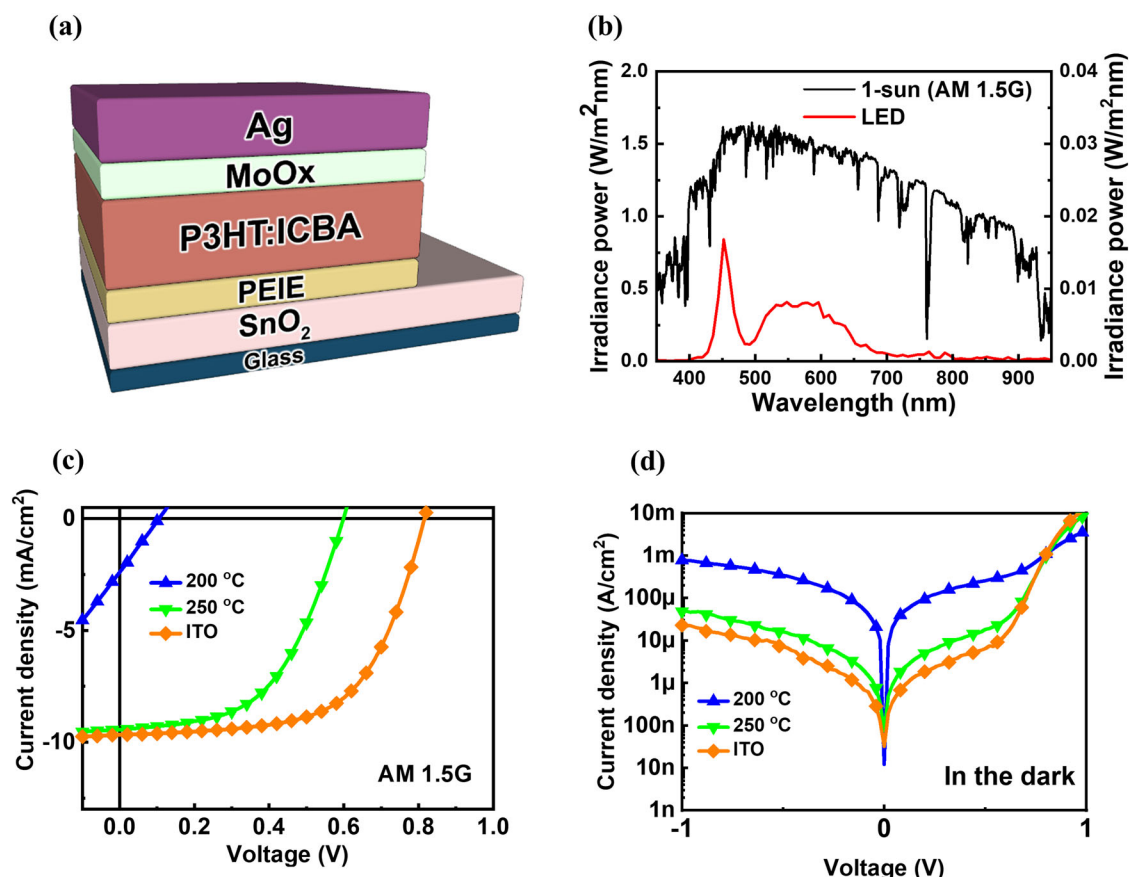 (a)
Ag
MoOx
P3HT:ICBA
PEIE
SnO₂
Glass
(b)
Irradiance power (W/m²nm)
2.0
1.5
1.0
0.5
0.0
1-sun (AM 1.5G)
LED
0.04
0.03
0.02
0.01
0.00
Irradiance power (W/m²nm)
400 500 600 700 800 900
Wavelength (nm)
(c)
Current density (mA/cm²)
0
-5
-10
200 °C
250 °C
ITO
AM 1.5G
0.0 0.2 0.4 0.6 0.8 1.0
Voltage (V)
(d)
Current density (A/cm²)
10m
1m
100µ
10µ
1µ
100n
10n
1n
200 °C
250 °C
ITO
In the dark
-1 0 1
Voltage (V)